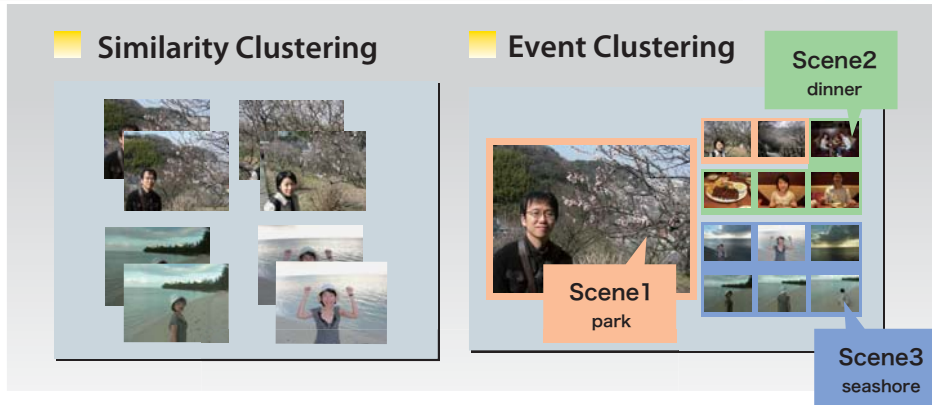 Similarity Clustering
Event Clustering
Scene2
dinner
Scene1
park
Scene3
seashore